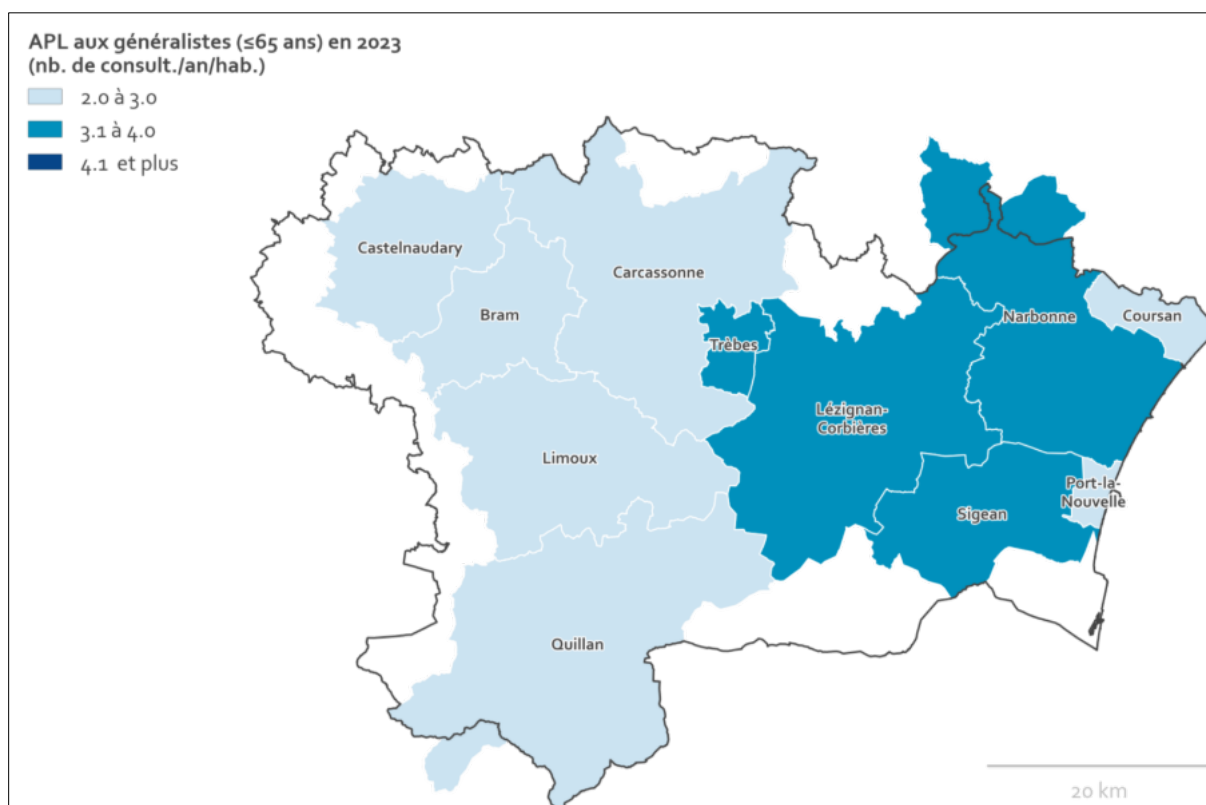 APL aux généralistes (≤65 ans) en 2023
(nb. de consult./an/hab.)
2.0 à 3.0
3.1 à 4.0
4.1 et plus
Castelnaudary
Carcassonne
Bram
Trèbes
Narbonne
Coursan
Lézignan-
Corbières
Limoux
Port-la-
Nouvelle
Sigean
Quillan
20 km